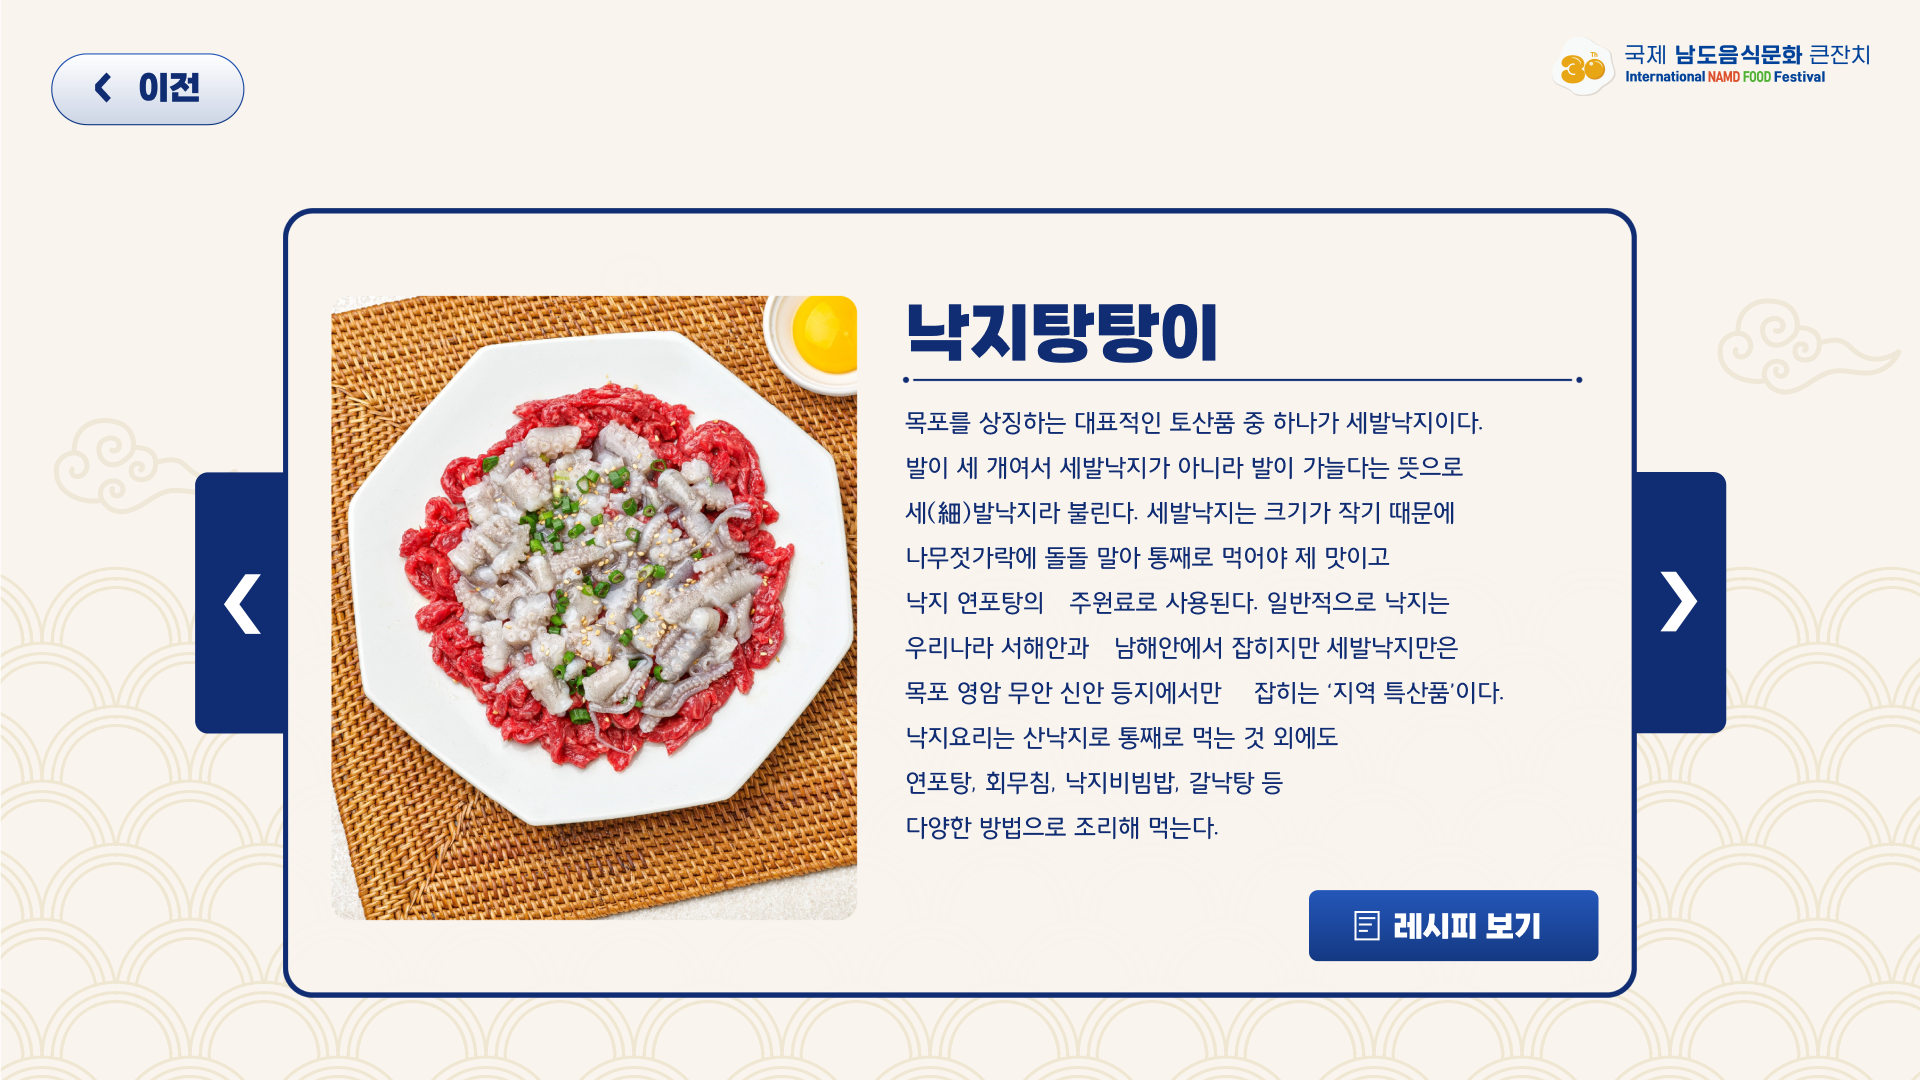 이전
30Th
국제 남도음식문화 큰잔치
International NAMD FOOD Festival
낙지탕탕이
목포를 상징하는 대표적인 토산품 중 하나가 세발낙지이다.
발이 세 개여서 세발낙지가 아니라 발이 가늘다는 뜻으로
세(細)발낙지라 불린다. 세발낙지는 크기가 작기 때문에
나무젓가락에 돌돌 말아 통째로 먹어야 제 맛이고
낙지 연포탕의 주원료로 사용된다. 일반적으로 낙지는
우리나라 서해안과 남해안에서 잡히지만 세발낙지만은
목포 영암 무안 신안 등지에서만 잡히는 ‘지역 특산품’이다.
낙지요리는 산낙지로 통째로 먹는 것 외에도
연포탕, 회무침, 낙지비빔밥, 갈낙탕 등
다양한 방법으로 조리해 먹는다.
레시피 보기